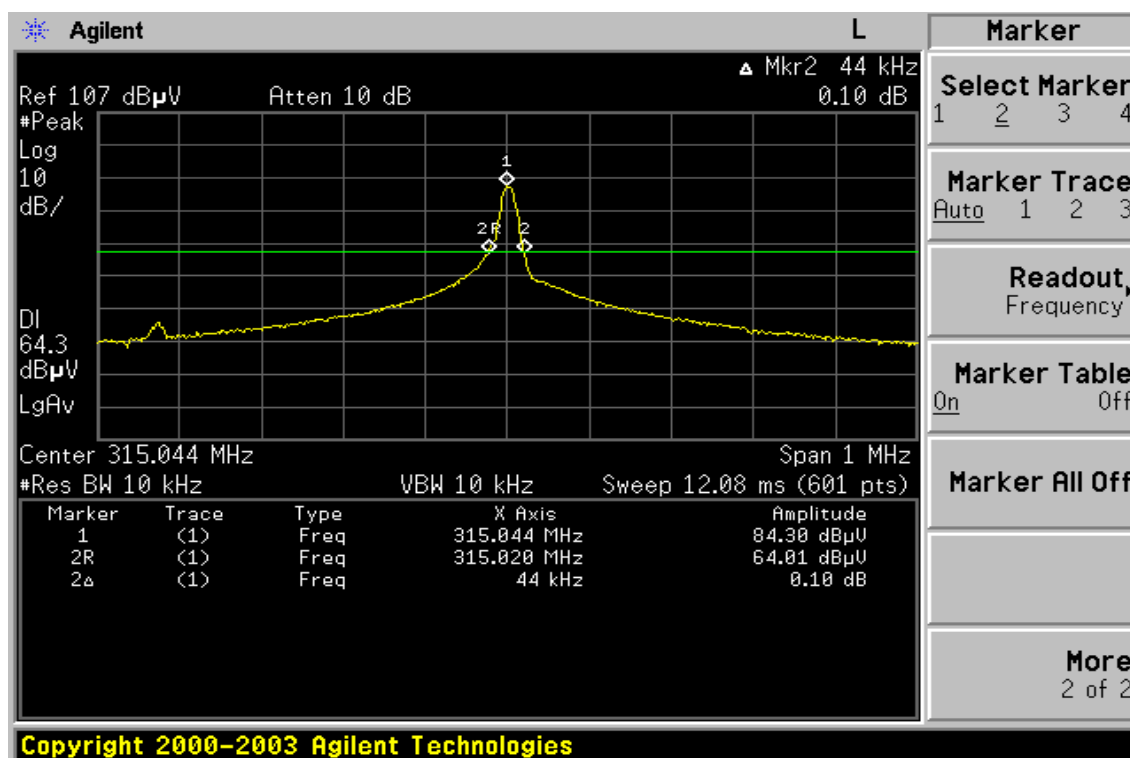 Agilent L
Δ Mkr2 44 kHz
Ref 107 dBµV Atten 10 dB 0.10 dB
#Peak
Log
10
dB/
1
2R 2
DI
64.3
dBµV
LgAv
Center 315.044 MHz Span 1 MHz
#Res BW 10 kHz VBW 10 kHz Sweep 12.08 ms (601 pts)
Marker Trace Type X Axis Amplitude
1 (1) Freq 315.044 MHz 84.30 dBµV
2R (1) Freq 315.020 MHz 64.01 dBµV
2Δ (1) Freq 44 kHz 0.10 dB
Marker
Select Marker
1 2 3 4
Marker Trace
Auto 1 2 3
Readout
Frequency
Marker Table
On Off
Marker All Off
More
2 of 2
Copyright 2000-2003 Agilent Technologies